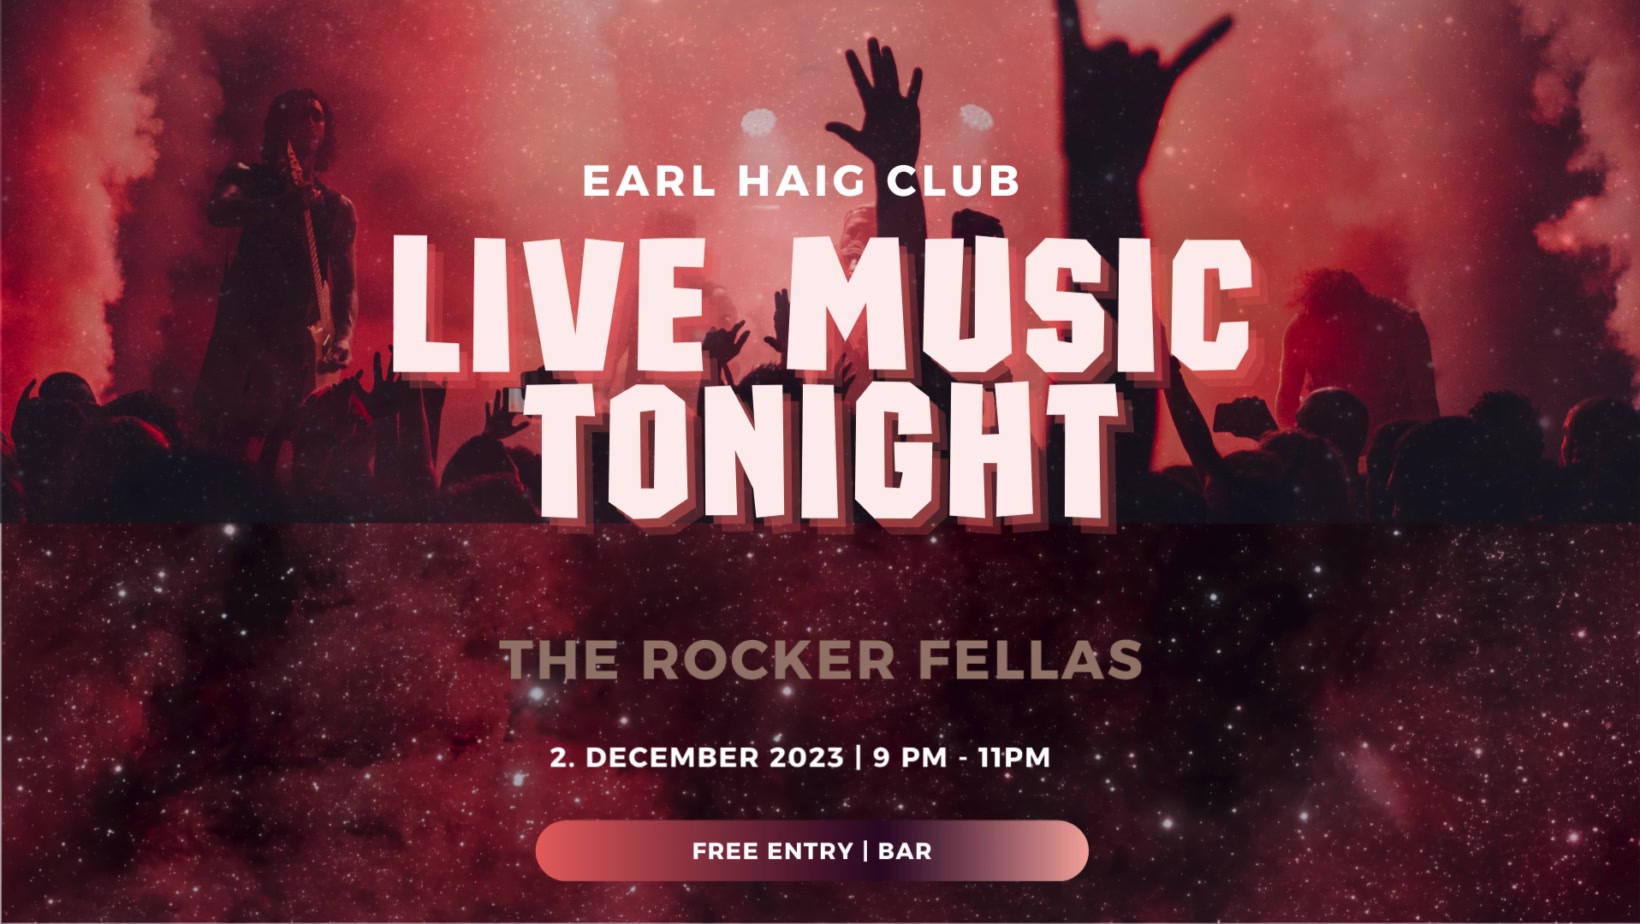 EARL HAIG CLUB
LIVE MUSIC
TONIGHT
THE ROCKER FELLAS
2. DECEMBER 2023 | 9 PM - 11PM
FREE ENTRY | BAR